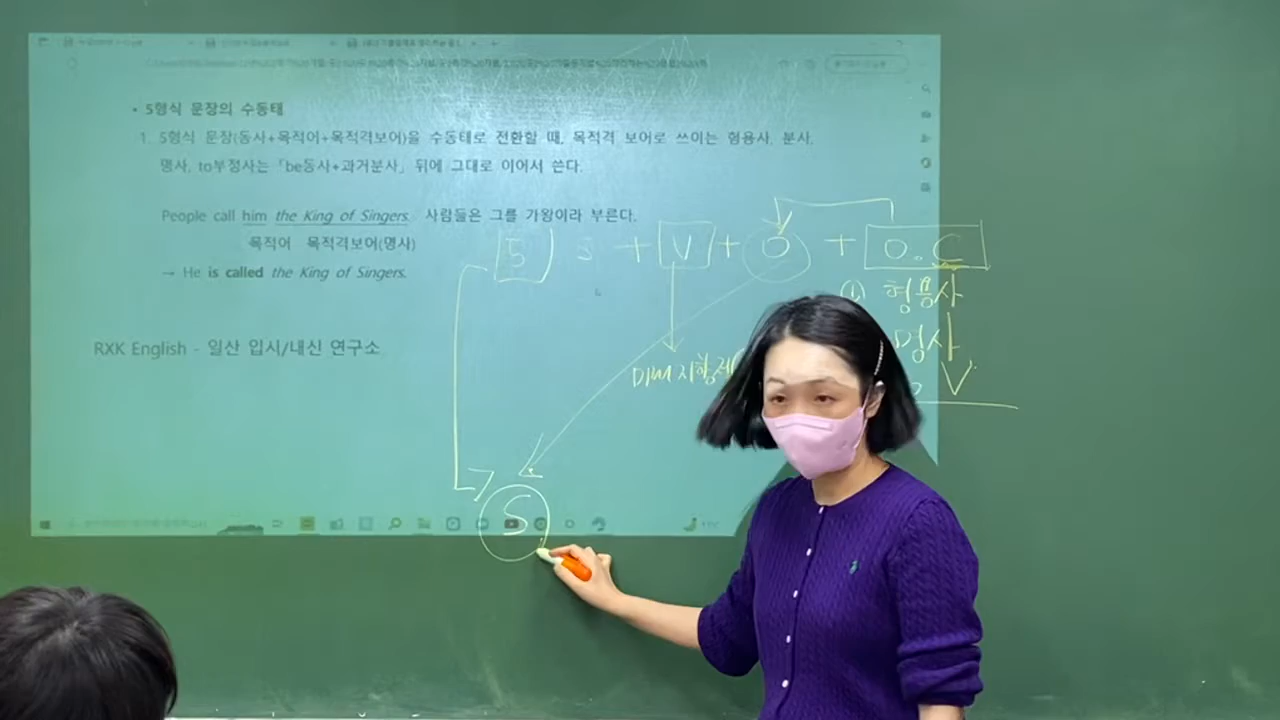 • 5형식 문장의 수동태
1. 5형식 문장(동사+목적어+목적격보어)을 수동태로 전환할 때, 목적격 보어로 쓰이는 형용사, 분사,
명사, to부정사는 「be동사+과거분사」 뒤에 그대로 이어서 쓴다.
People call him the King of Singers. 사람들은 그를 가왕이라 부른다.
목적어 목적격보어(명사)
→ He is called the King of Singers.
5) S + V + O + O.C
① 형용사
명사
RXK English - 일산 입시/내신 연구소
S